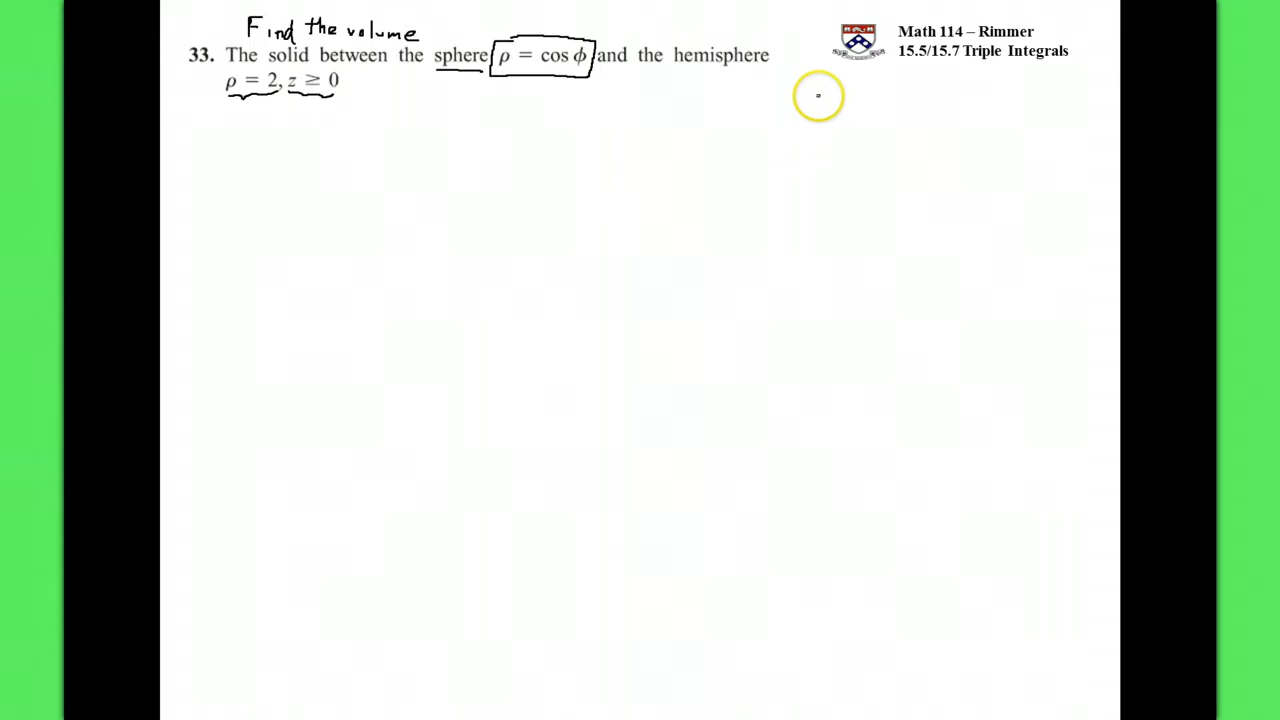 Find the volume
33. The solid between the sphere ρ = cos ϕ and the hemisphere
ρ = 2, z ≥ 0
Math 114 – Rimmer
15.5/15.7 Triple Integrals